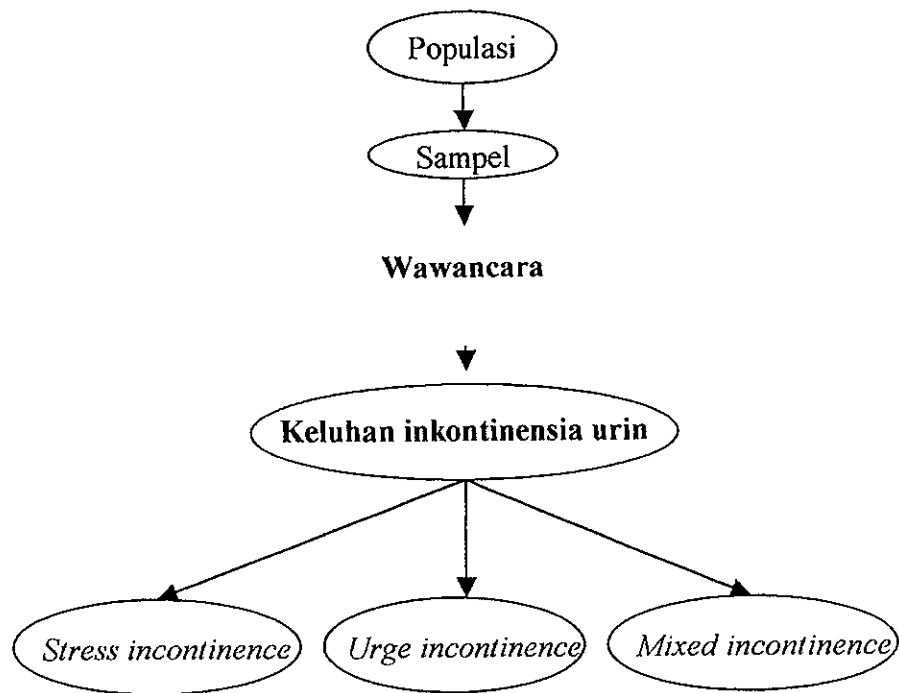 Populasi
Sampel
Wawancara
Keluhan inkontinensia urin
Stress incontinence
Urge incontinence
Mixed incontinence